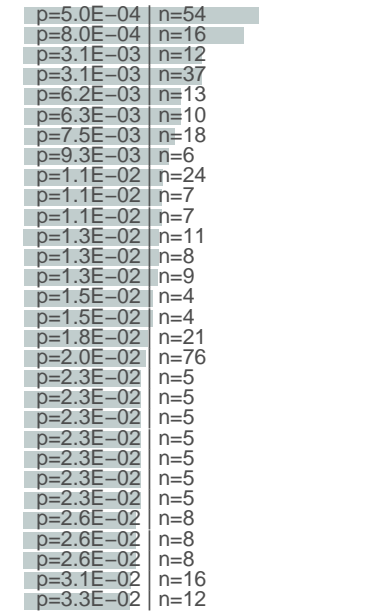 p=5.0E−04 n=54
p=8.0E−04 n=16
p=3.1E−03 n=12
p=3.1E−03 n=37
p=6.2E−03 n=13
p=6.3E−03 n=10
p=7.5E−03 n=18
p=9.3E−03 n=6
p=1.1E−02 n=24
p=1.1E−02 n=7
p=1.1E−02 n=7
p=1.3E−02 n=11
p=1.3E−02 n=8
p=1.3E−02 n=9
p=1.5E−02 n=4
p=1.5E−02 n=4
p=1.8E−02 n=21
p=2.0E−02 n=76
p=2.3E−02 n=5
p=2.3E−02 n=5
p=2.3E−02 n=5
p=2.3E−02 n=5
p=2.3E−02 n=5
p=2.3E−02 n=5
p=2.3E−02 n=5
p=2.6E−02 n=8
p=2.6E−02 n=8
p=2.6E−02 n=8
p=3.1E−02 n=16
p=3.3E−02 n=12